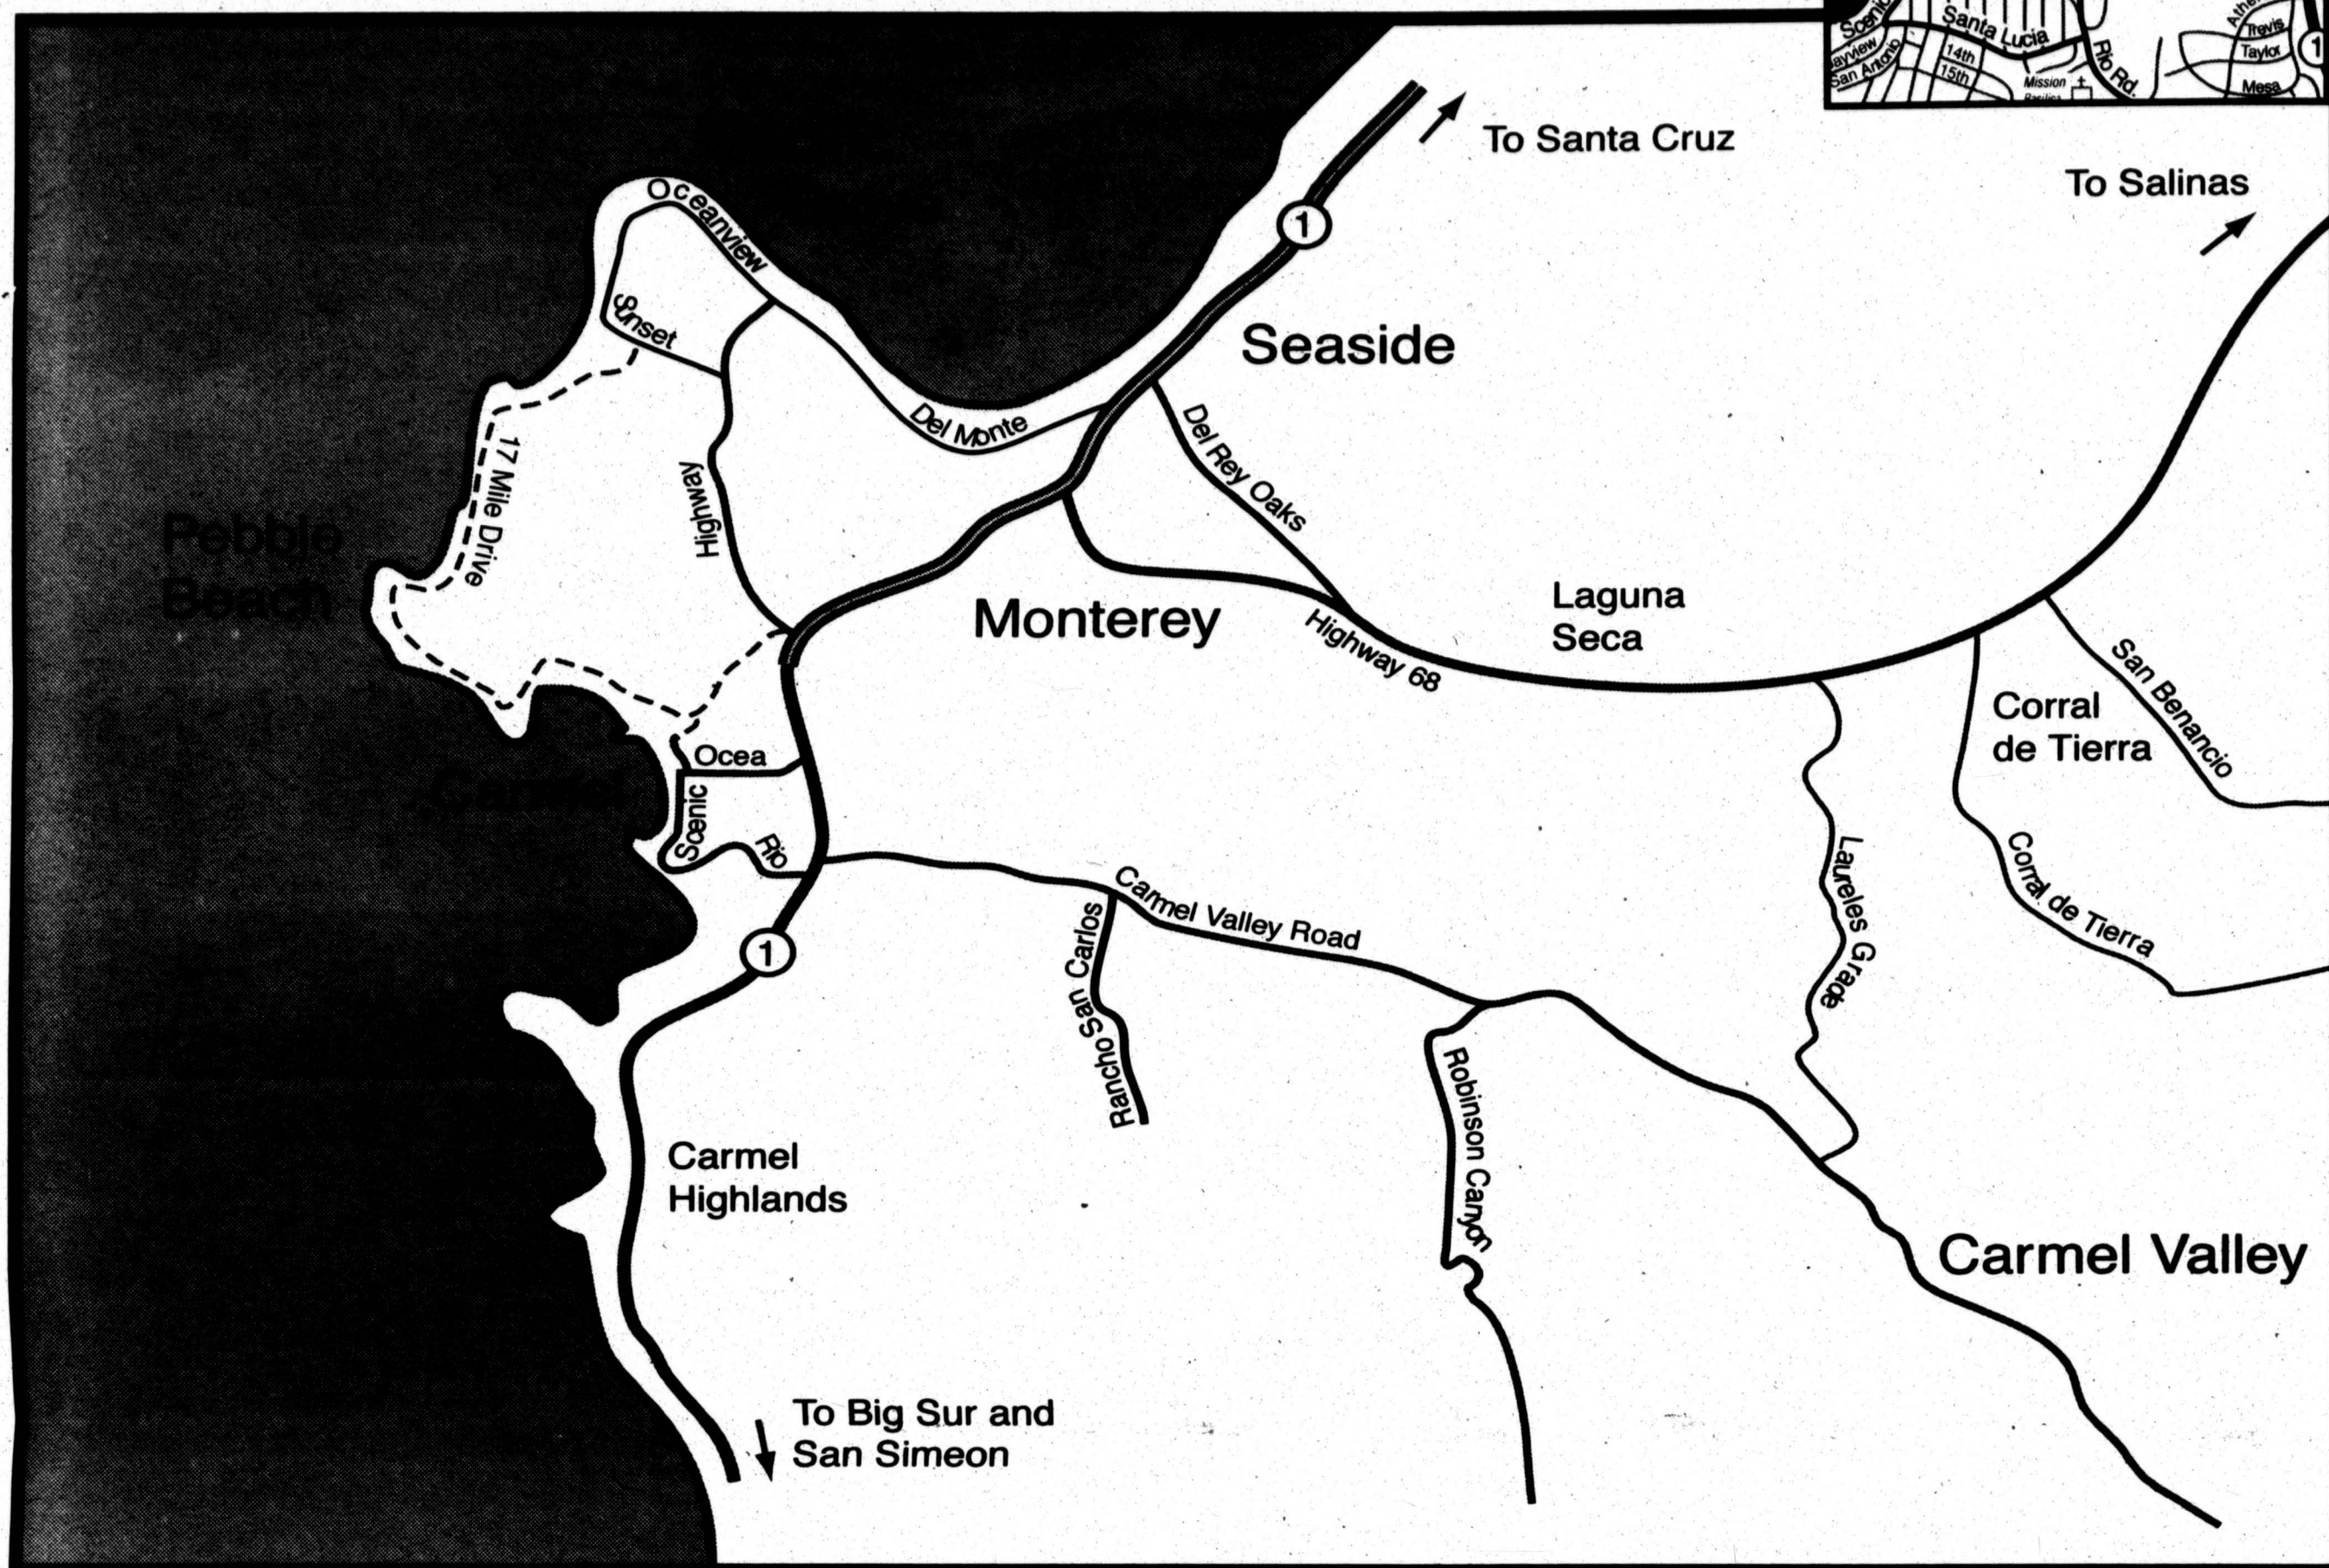 Scenic
Santa Lucia
San Antonio
14th
15th
Mission
Rio Rd.
Trevis
Taylor
Mesa
1
To Santa Cruz
To Salinas
1
Oceanview
Sunset
Seaside
Del Monte
Del Rey Oaks
17 Mile Drive
Highway
Pebble
Beach
Monterey
Laguna
Seca
Highway 68
San Benancio
Corral
de Tierra
Ocea
Carmel
Scenic
Rio
Laureles Grade
Corral de Tierra
Carmel Valley Road
Rancho San Carlos
1
Robinson Canyon
Carmel
Highlands
Carmel Valley
To Big Sur and
San Simeon